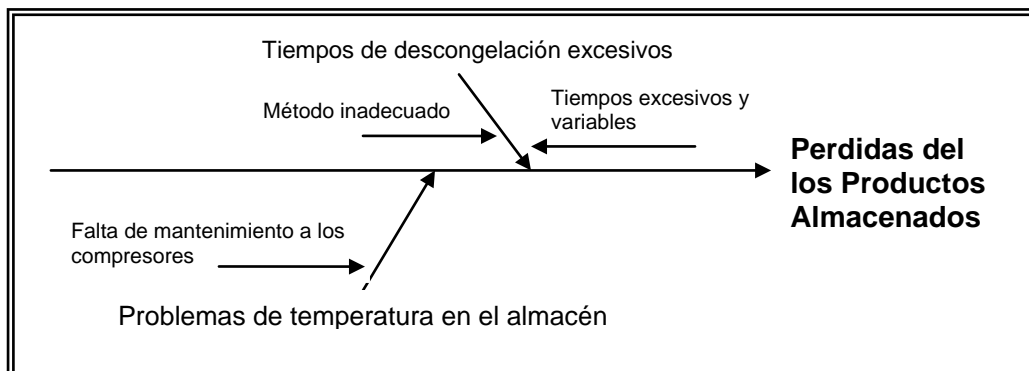 Tiempos de descongelación excesivos
Método inadecuado
Tiempos excesivos y
variables
Perdidas del
los Productos
Almacenados
Falta de mantenimiento a los
compresores
Problemas de temperatura en el almacén